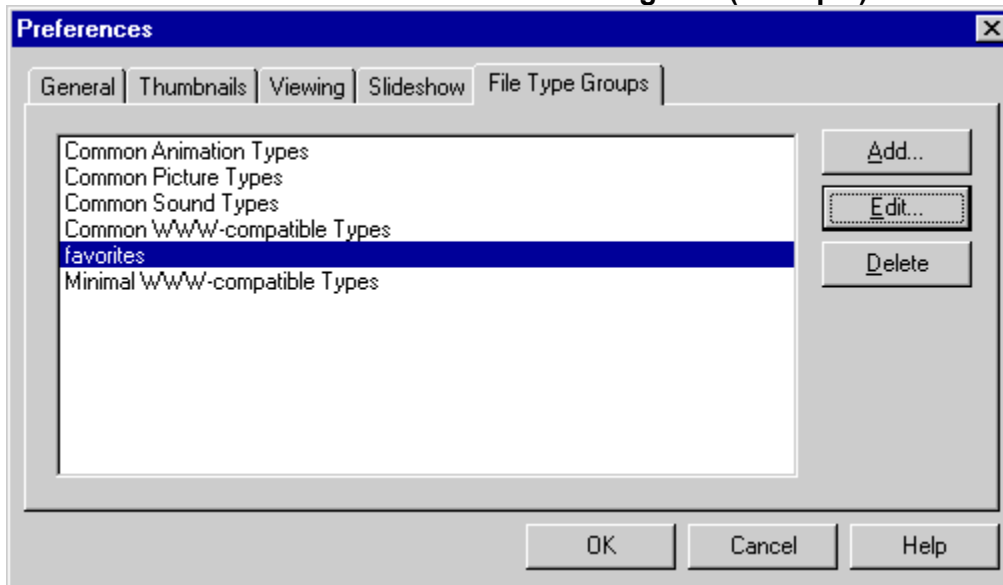 Preferences
General Thumbnails Viewing Slideshow File Type Groups
Common Animation Types
Common Picture Types
Common Sound Types
Common WWW-compatible Types
favorites
Minimal WWW-compatible Types
Add...
Edit...
Delete
OK Cancel Help